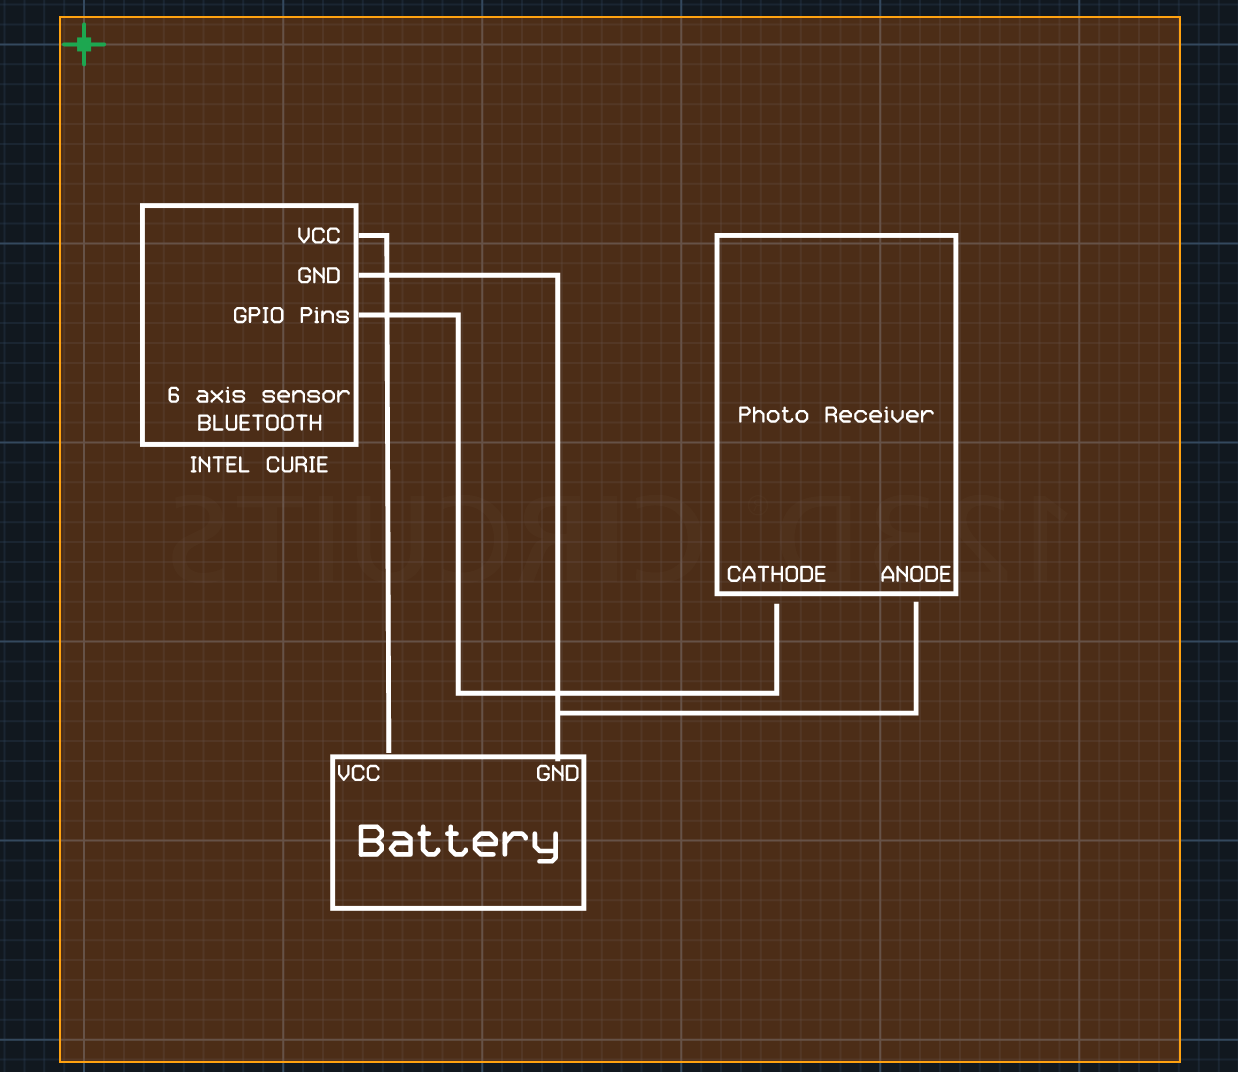 VCC
GND
GPIO Pins
6 axis sensor
BLUETOOTH
INTEL CURIE
Photo Receiver
CATHODE ANODE
VCC GND
Battery